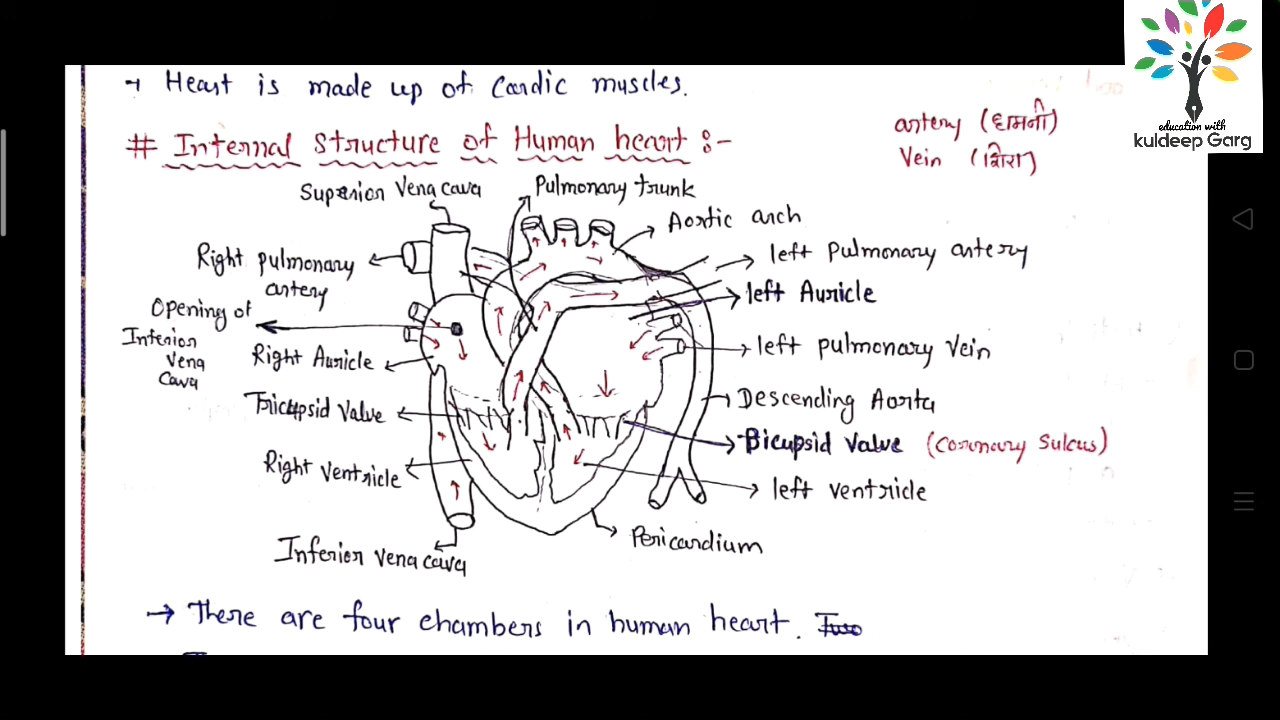 → Heart is made up of Cardic muscles.
artery (धामनी)
Vein (शिरा)
education with
kuldeep Garg
# Internal Structure of Human heart :-
Superior Vena cava
Pulmonary trunk
Aortic arch
Right pulmonary
artery
left Pulmonary artery
left Auricle
Opening of
Inferior
Vena
Cava
Right Auricle
left pulmonary Vein
Tricupsid Valve
Descending Aorta
Bicupsid Valve (Coronary Sulcus)
Right Ventricle
left ventricle
Pericardium
Inferior vena cava
→ There are four chambers in human heart. Two